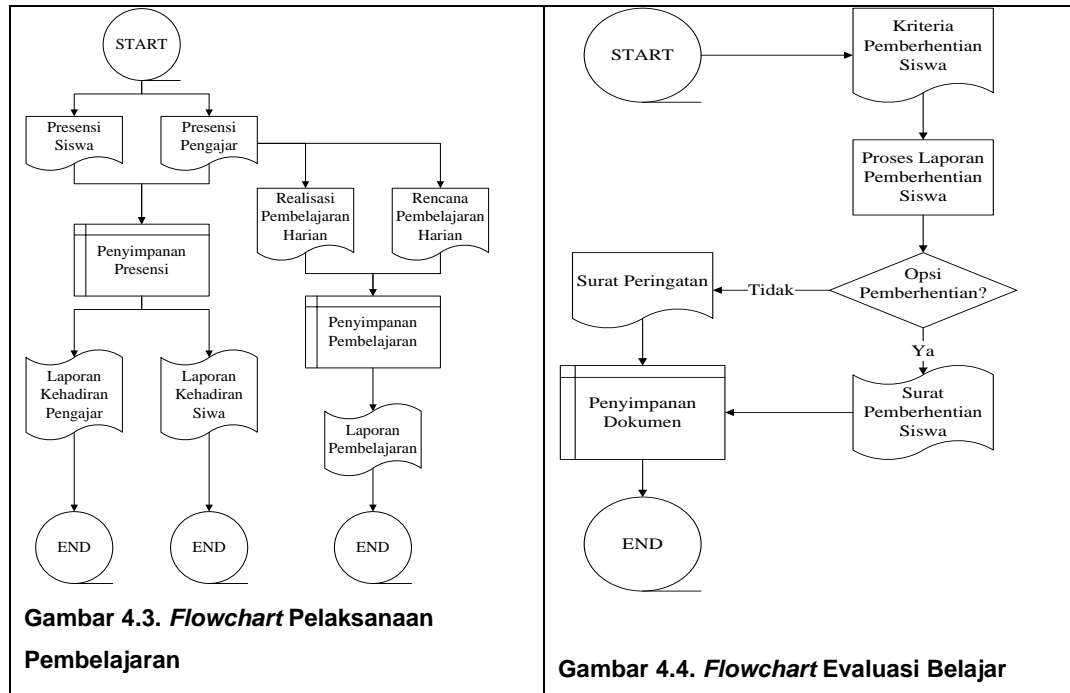 START
Presensi
Siswa
Presensi
Pengajar
Realisasi
Pembelajaran
Harian
Rencana
Pembelajaran
Harian
Penyimpanan
Presensi
Penyimpanan
Pembelajaran
Laporan
Kehadiran
Pengajar
Laporan
Kehadiran
Siwa
Laporan
Pembelajaran
END
END
END
Gambar 4.3. Flowchart Pelaksanaan
Pembelajaran
START
Kriteria
Pemberhentian
Siswa
Proses Laporan
Pemberhentian
Siswa
Opsi
Pemberhentian?
Tidak
Surat Peringatan
Ya
Surat
Pemberhentian
Siswa
Penyimpanan
Dokumen
END
Gambar 4.4. Flowchart Evaluasi Belajar